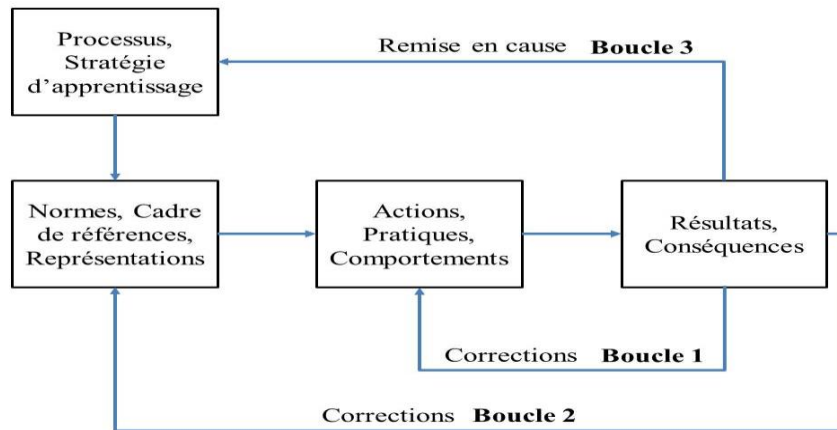 Processus,
Stratégie
d’apprentissage
Remise en cause Boucle 3
Normes, Cadre
de références,
Représentations
Actions,
Pratiques,
Comportements
Résultats,
Conséquences
Corrections Boucle 1
Corrections Boucle 2